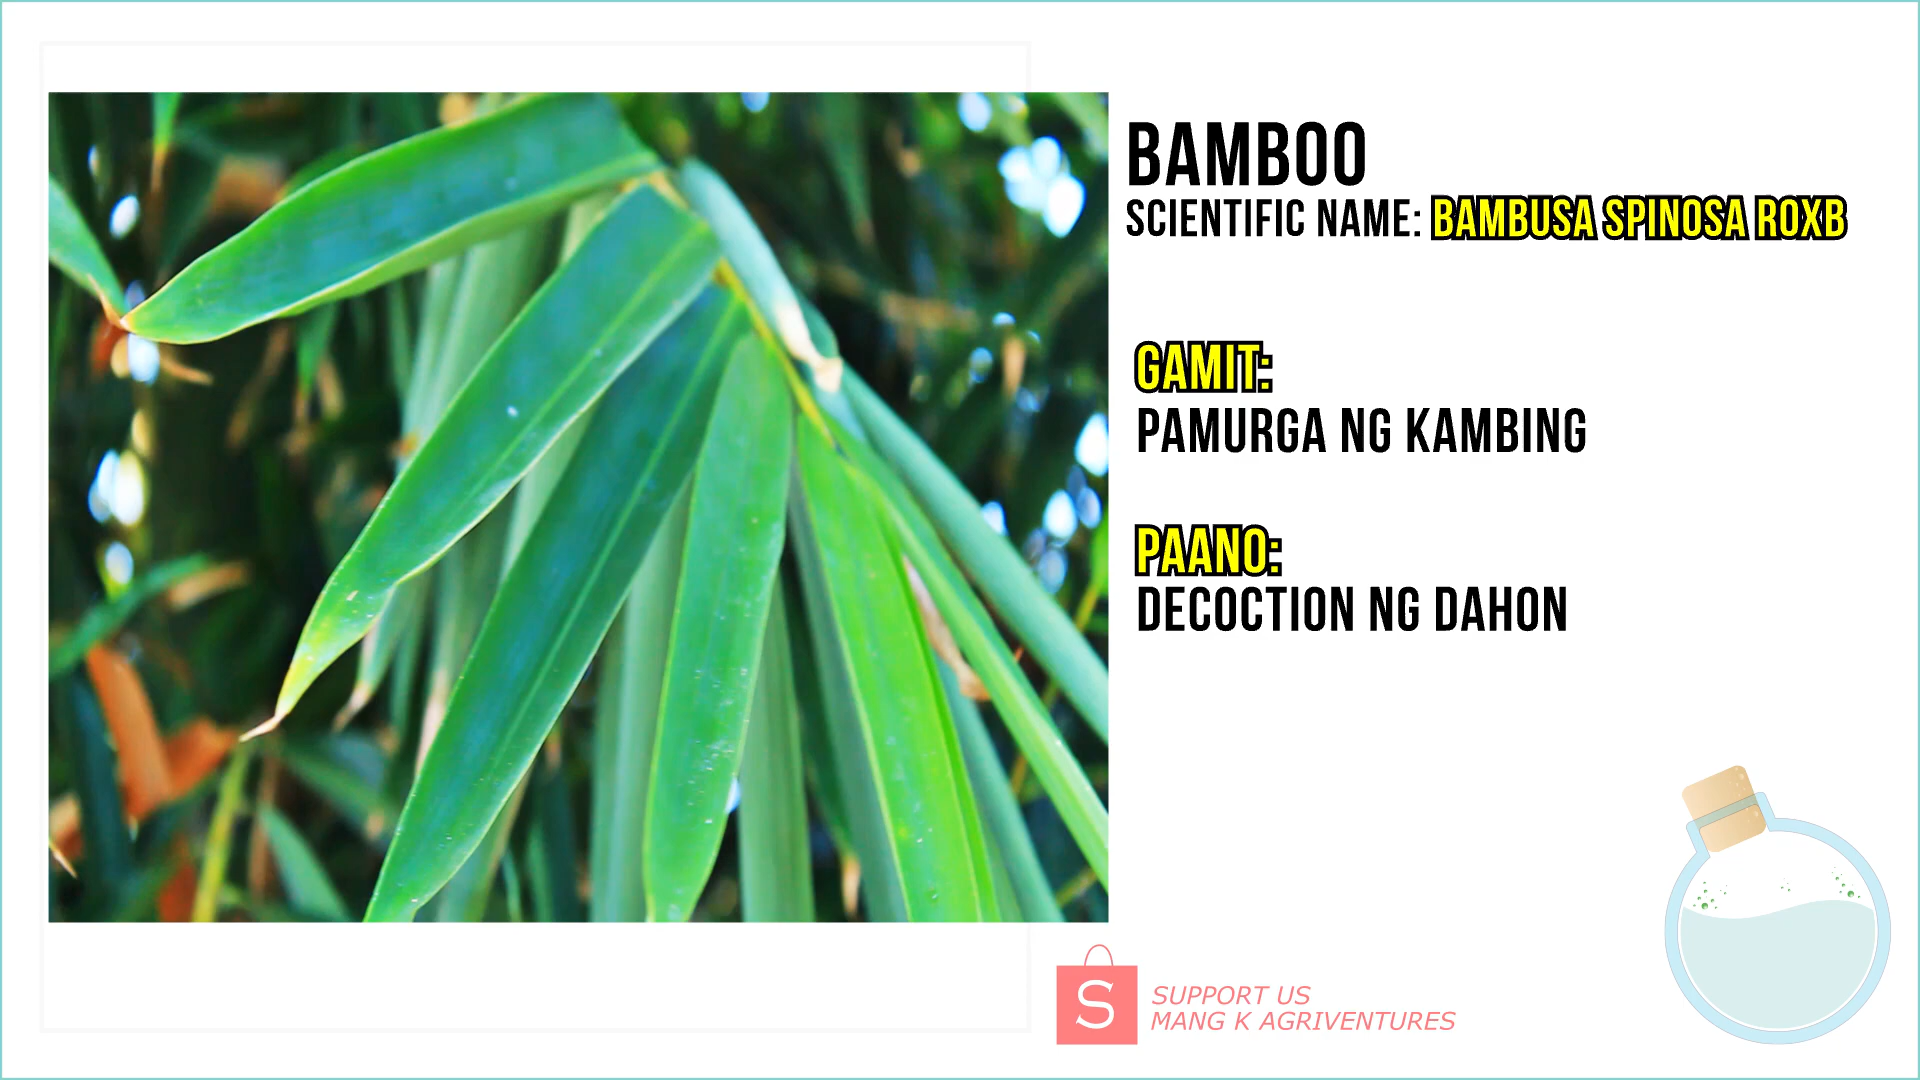 BAMBOO
SCIENTIFIC NAME: BAMBUSA SPINOSA ROXB
GAMIT:
PAMURGA NG KAMBING
PAANO:
DECOCTION NG DAHON
S
SUPPORT US
MANG K AGRIVENTURES